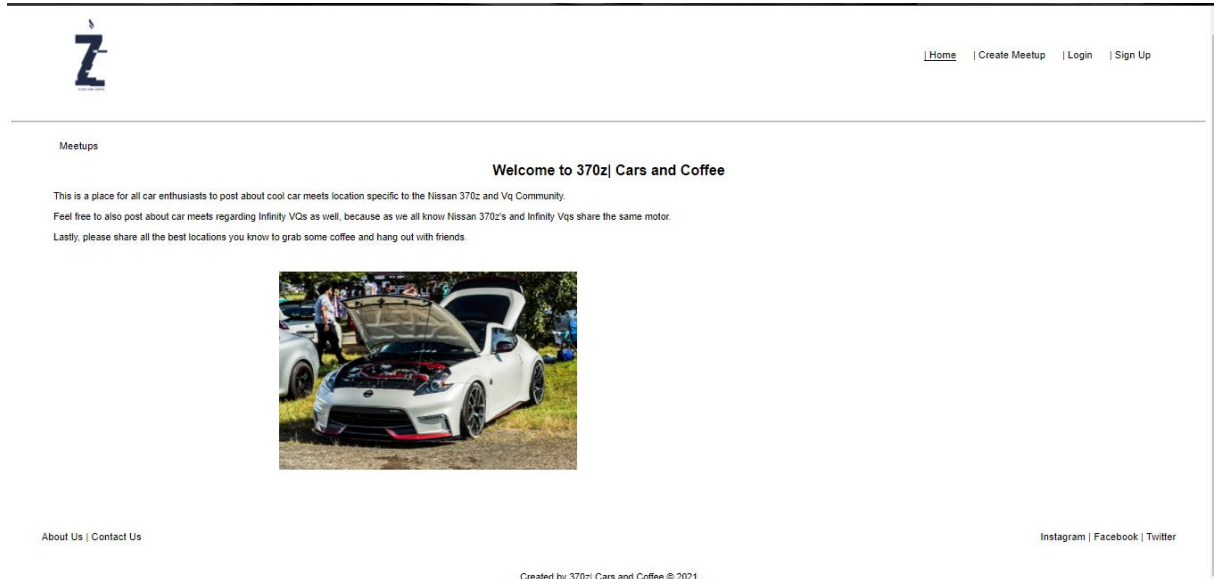 | Home | Create Meetup | Login | Sign Up
Meetups
Welcome to 370z| Cars and Coffee
This is a place for all car enthusiasts to post about cool car meets location specific to the Nissan 370z and Vq Community.
Feel free to also post about car meets regarding Infinity VQs as well, because as we all know Nissan 370z's and Infinity Vqs share the same motor.
Lastly, please share all the best locations you know to grab some coffee and hang out with friends.
About Us | Contact Us
Instagram | Facebook | Twitter
Created by 370z| Cars and Coffee © 2021